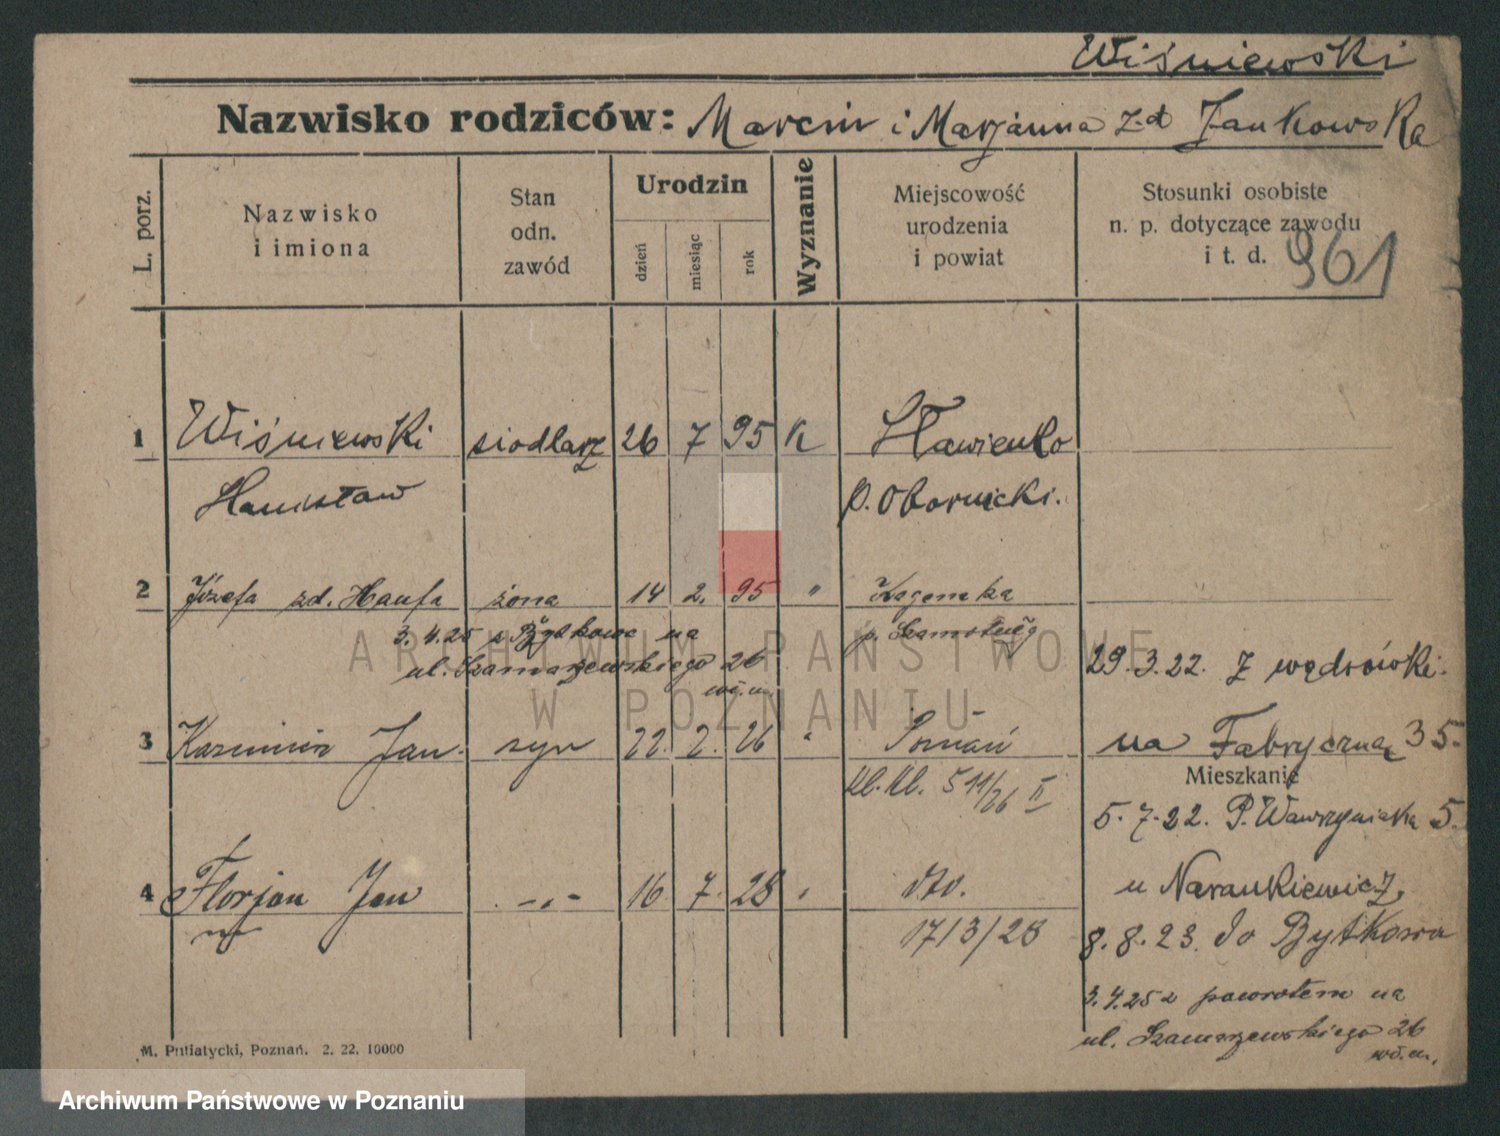 Wiśniewski
Nazwisko rodziców: Marcin i Marjanna z d Jankowska
L. porz.
Nazwisko
i imiona
Stan
odn.
zawód
Urodzin
dzień
miesiąc
rok
Wyznanie
Miejscowość
urodzenia
i powiat
Stosunki osobiste
n. p. dotyczące zawodu
i t. d.
961
1 Wiśniewski siodlarz 26 7 95 k Sławienko
Stanisław p. Obornicki.
2 Józefa zd. Haufa żona 14 2. 95 "
3.4.25 z Bytkowa na p. Szamotuły
ul. Szamarzewskiego 26
29.3.22. z wędrówki
3 Kazimierz Jan syn 22. 2. 26 " Poznań
na Fabryczną 35.
Mieszkanie
5.7.22. P. Wawrzyniaka 5.
4 Florjan Jan -"- 16 7. 28 " dto.
u Narankiewicz,
17/3/28
8.8.23. do Bytkowa
3.4.25 z powrotem na
ul. Szamarzewskiego 26
M. Putiatycki, Poznań. 2. 22. 10000
ARCHIWUM PAŃSTWOWE
W POZNANIU
Archiwum Państwowe w Poznaniu